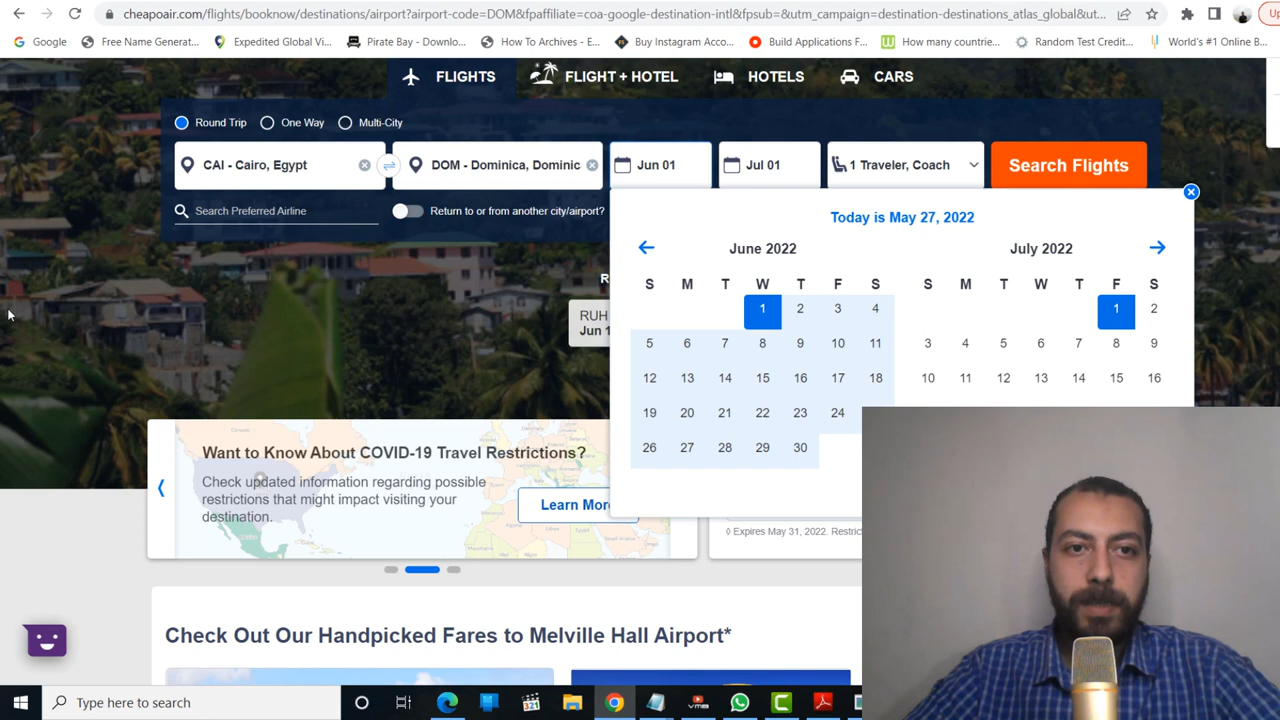 cheapoair.com/flights/booknow/destinations/airport?airport-code=DOM&fpaffiliate=coa-google-destination-intl&fpsub=&utm_campaign=destination-destinations_atlas_global&ut...
Google
Free Name Generat...
Expedited Global Vi...
Pirate Bay - Downlo...
How To Archives - E...
Buy Instagram Acco...
Build Applications F...
How many countrie...
Random Test Credit...
World's #1 Online B...
FLIGHTS
FLIGHT + HOTEL
HOTELS
CARS
Round Trip
One Way
Multi-City
CAI - Cairo, Egypt
DOM - Dominica, Dominic
Jun 01
Jul 01
1 Traveler, Coach
Search Flights
Search Preferred Airline
Return to or from another city/airport?
Today is May 27, 2022
June 2022
S M T W T F S
1 2 3 4
5 6 7 8 9 10 11
12 13 14 15 16 17 18
19 20 21 22 23 24
26 27 28 29 30
July 2022
S M T W T F S
1 2
3 4 5 6 7 8 9
10 11 12 13 14 15 16
RUH
Jun 1
Want to Know About COVID-19 Travel Restrictions?
Check updated information regarding possible
restrictions that might impact visiting your
destination.
Learn More
◊ Expires May 31, 2022. Restric
Check Out Our Handpicked Fares to Melville Hall Airport*
Type here to search